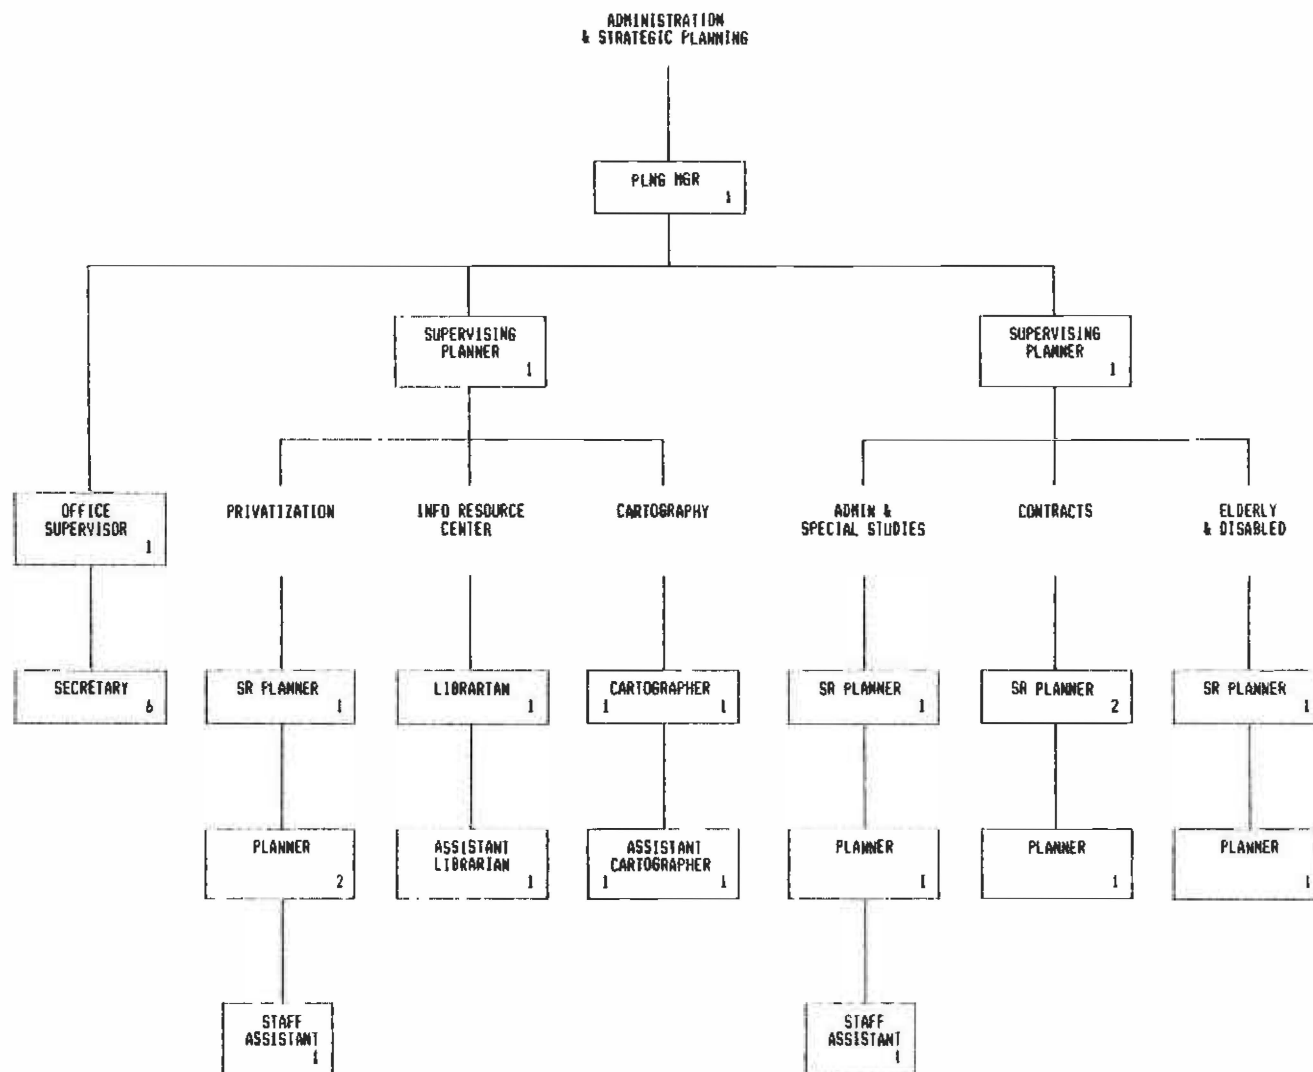 ADMINISTRATION
& STRATEGIC PLANNING
PLNG MGR
1
SUPERVISING
PLANNER
1
SUPERVISING
PLANNER
1
OFFICE
SUPERVISOR
1
PRIVATIZATION
INFO RESOURCE
CENTER
CARTOGRAPHY
ADMIN &
SPECIAL STUDIES
CONTRACTS
ELDERLY
& DISABLED
SECRETARY
6
SR PLANNER
1
LIBRARIAN
1
CARTOGRAPHER
1 1
SR PLANNER
1
SR PLANNER
2
SR PLANNER
1
PLANNER
2
ASSISTANT
LIBRARIAN
1
ASSISTANT
CARTOGRAPHER
1 1
PLANNER
1
PLANNER
1
PLANNER
1
STAFF
ASSISTANT
1
STAFF
ASSISTANT
1